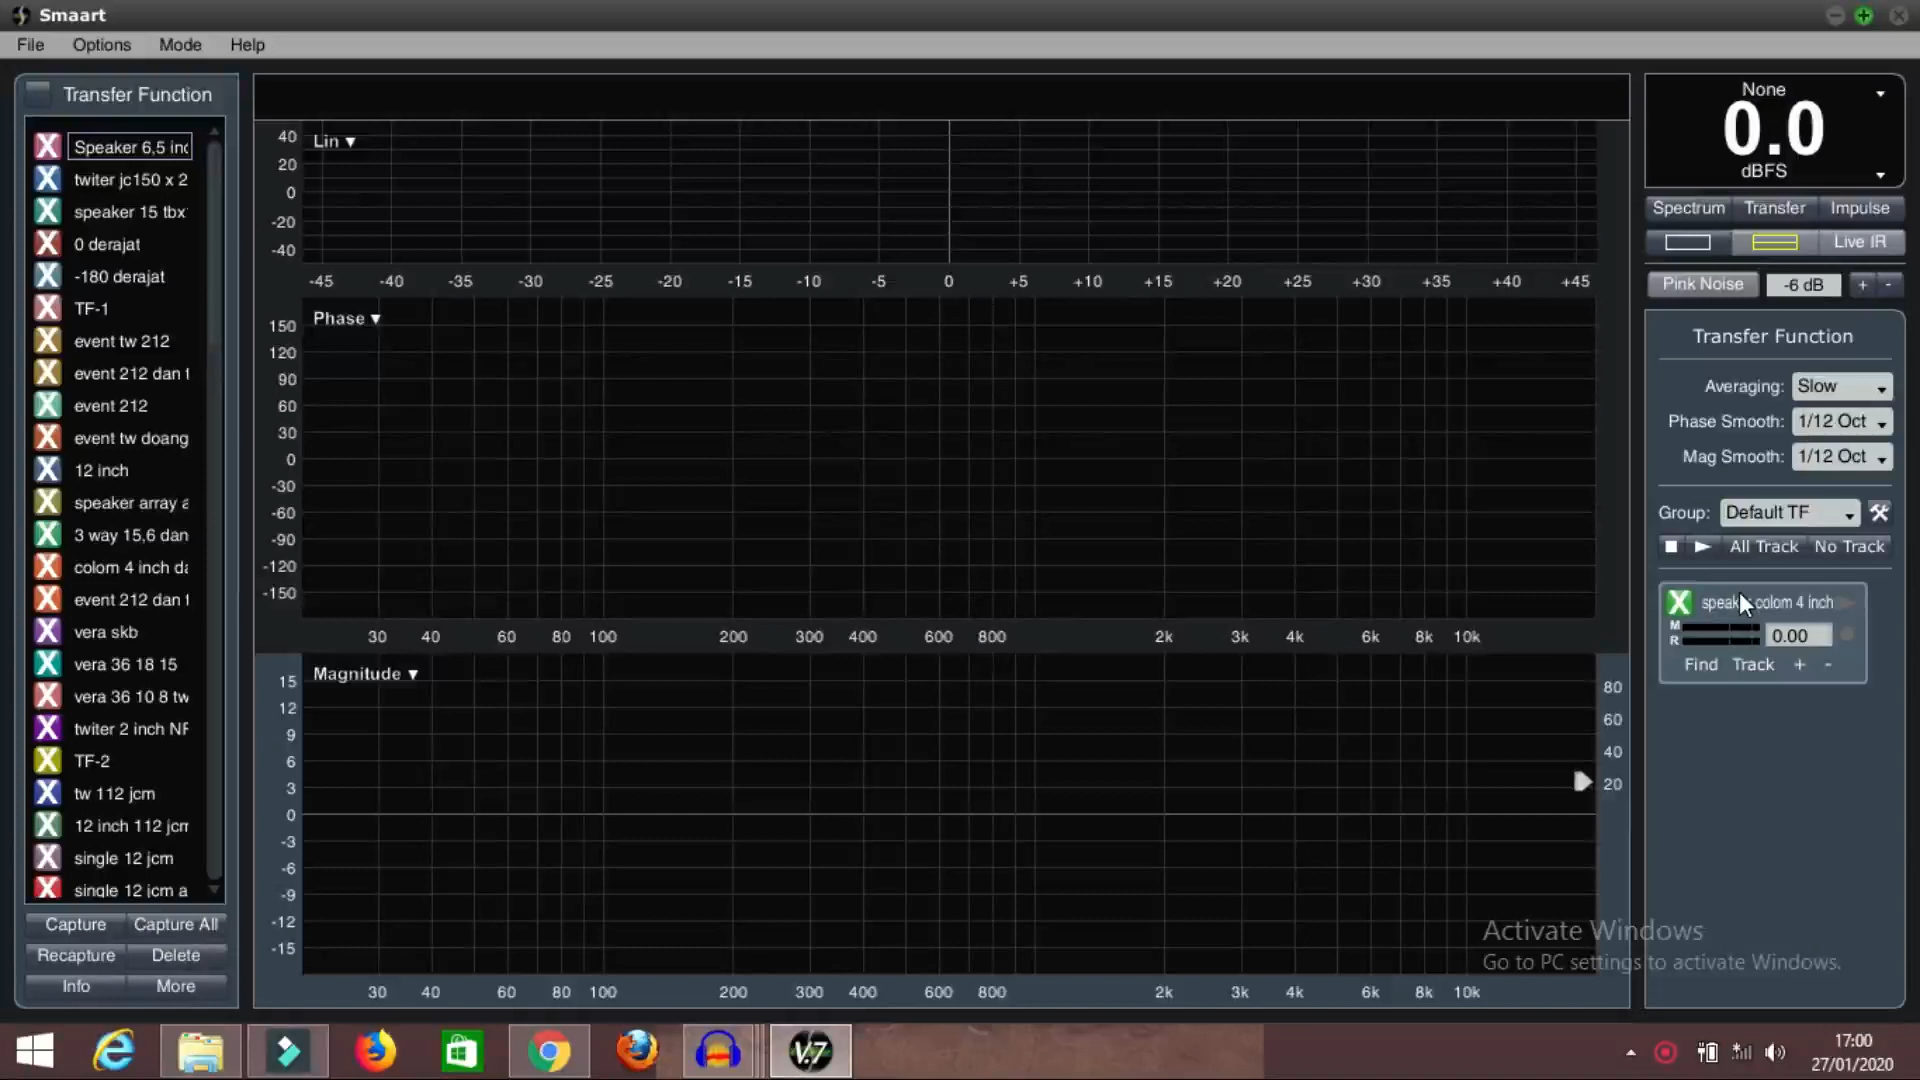 Smaart
File Options Mode Help
Transfer Function
Speaker 6,5 inc
twiter jc150 x 2
speaker 15 tbx
0 derajat
-180 derajat
TF-1
event tw 212
event 212 dan t
event 212
event tw doang
12 inch
speaker array a
3 way 15,6 dan
colom 4 inch da
event 212 dan t
vera skb
vera 36 18 15
vera 36 10 8 tw
twiter 2 inch NF
TF-2
tw 112 jcm
12 inch 112 jcm
single 12 jcm
single 12 jcm a
Capture Capture All
Recapture Delete
Info More
Lin ▼
40
20
0
-20
-40
-45 -40 -35 -30 -25 -20 -15 -10 -5 0 +5 +10 +15 +20 +25 +30 +35 +40 +45
Phase ▼
150
120
90
60
30
0
-30
-60
-90
-120
-150
30 40 60 80 100 200 300 400 600 800 2k 3k 4k 6k 8k 10k
Magnitude ▼
15
12
9
6
3
0
-3
-6
-9
-12
-15
80
60
40
20
30 40 60 80 100 200 300 400 600 800 2k 3k 4k 6k 8k 10k
None
0.0
dBFS
Spectrum Transfer Impulse
Live IR
Pink Noise -6 dB + -
Transfer Function
Averaging: Slow
Phase Smooth: 1/12 Oct
Mag Smooth: 1/12 Oct
Group: Default TF
All Track No Track
X colom 4 inch
M
R
0.00
Find Track + -
Activate Windows
Go to PC settings to activate Windows.
V.7
17:00
27/01/2020